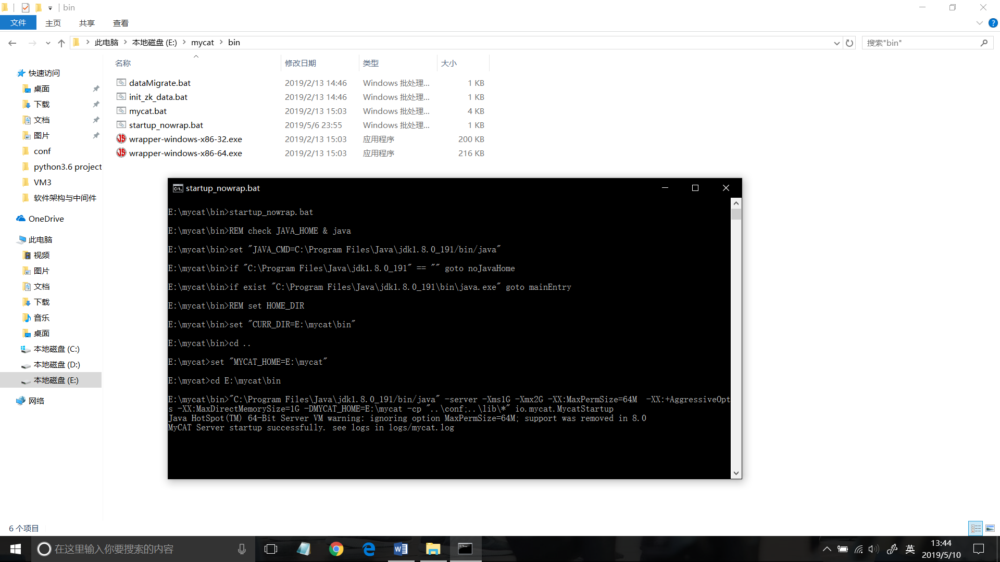 bin
文件 主页 共享 查看
此电脑 本地磁盘 (E:) mycat bin 搜索"bin"
名称 修改日期 类型 大小
dataMigrate.bat 2019/2/13 14:46 Windows 批处理... 1 KB
init_zk_data.bat 2019/2/13 14:46 Windows 批处理... 1 KB
mycat.bat 2019/2/13 15:03 Windows 批处理... 4 KB
startup_nowrap.bat 2019/5/6 23:55 Windows 批处理... 1 KB
wrapper-windows-x86-32.exe 2019/2/13 15:03 应用程序 200 KB
wrapper-windows-x86-64.exe 2019/2/13 15:03 应用程序 216 KB
快速访问
桌面
下载
文档
图片
conf
python3.6 project
VM3
软件架构与中间件
OneDrive
此电脑
视频
图片
文档
下载
音乐
桌面
本地磁盘 (C:)
本地磁盘 (D:)
本地磁盘 (E:)
网络
startup_nowrap.bat
E:\mycat\bin>startup_nowrap.bat
E:\mycat\bin>REM check JAVA_HOME & java
E:\mycat\bin>set "JAVA_CMD=C:\Program Files\Java\jdk1.8.0_191/bin/java"
E:\mycat\bin>if "C:\Program Files\Java\jdk1.8.0_191" == "" goto noJavaHome
E:\mycat\bin>if exist "C:\Program Files\Java\jdk1.8.0_191\bin\java.exe" goto mainEntry
E:\mycat\bin>REM set HOME_DIR
E:\mycat\bin>set "CURR_DIR=E:\mycat\bin"
E:\mycat\bin>cd ..
E:\mycat>set "MYCAT_HOME=E:\mycat"
E:\mycat>cd E:\mycat\bin
E:\mycat\bin>"C:\Program Files\Java\jdk1.8.0_191/bin/java" -server -Xms1G -Xmx2G -XX:MaxPermSize=64M  -XX:+AggressiveOpt
s -XX:MaxDirectMemorySize=1G -DMYCAT_HOME=E:\mycat -cp "..\conf;..\lib\*" io.mycat.MycatStartup
Java HotSpot(TM) 64-Bit Server VM warning: ignoring option MaxPermSize=64M; support was removed in 8.0
MyCAT Server startup successfully. see logs in logs/mycat.log
6 个项目
在这里输入你要搜索的内容
英
13:44
2019/5/10